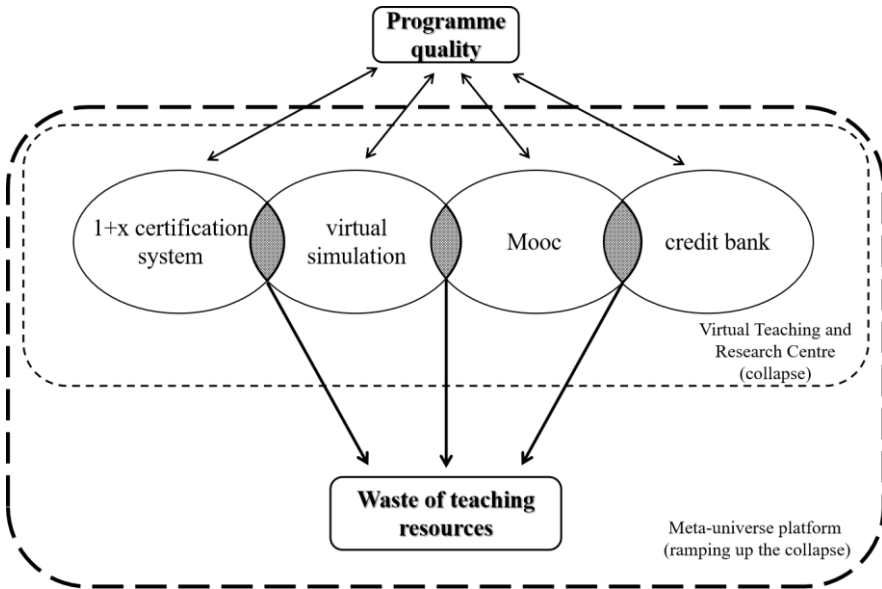 Programme
quality
1+x certification
system
virtual
simulation
Mooc
credit bank
Virtual Teaching and
Research Centre
(collapse)
Waste of teaching
resources
Meta-universe platform
(ramping up the collapse)